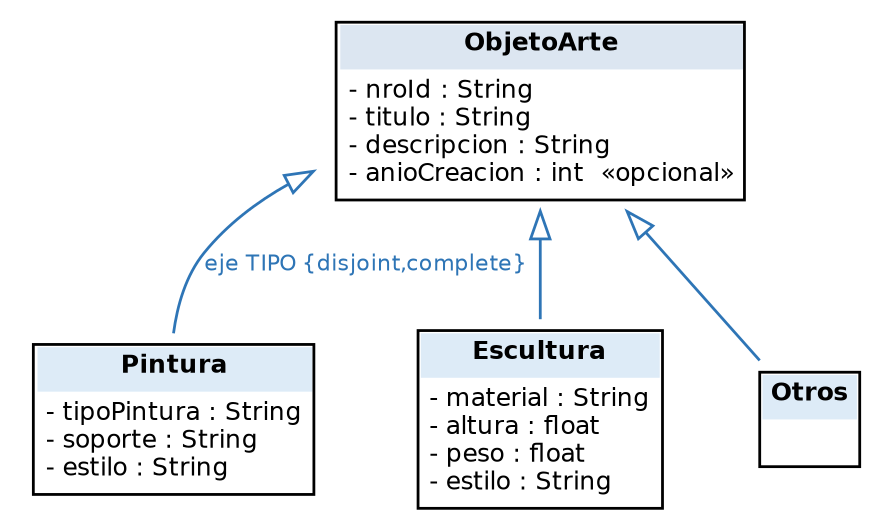 ObjetoArte
- nroId : String
- titulo : String
- descripcion : String
- anioCreacion : int «opcional»
eje TIPO {disjoint,complete}
Pintura
- tipoPintura : String
- soporte : String
- estilo : String
Escultura
- material : String
- altura : float
- peso : float
- estilo : String
Otros